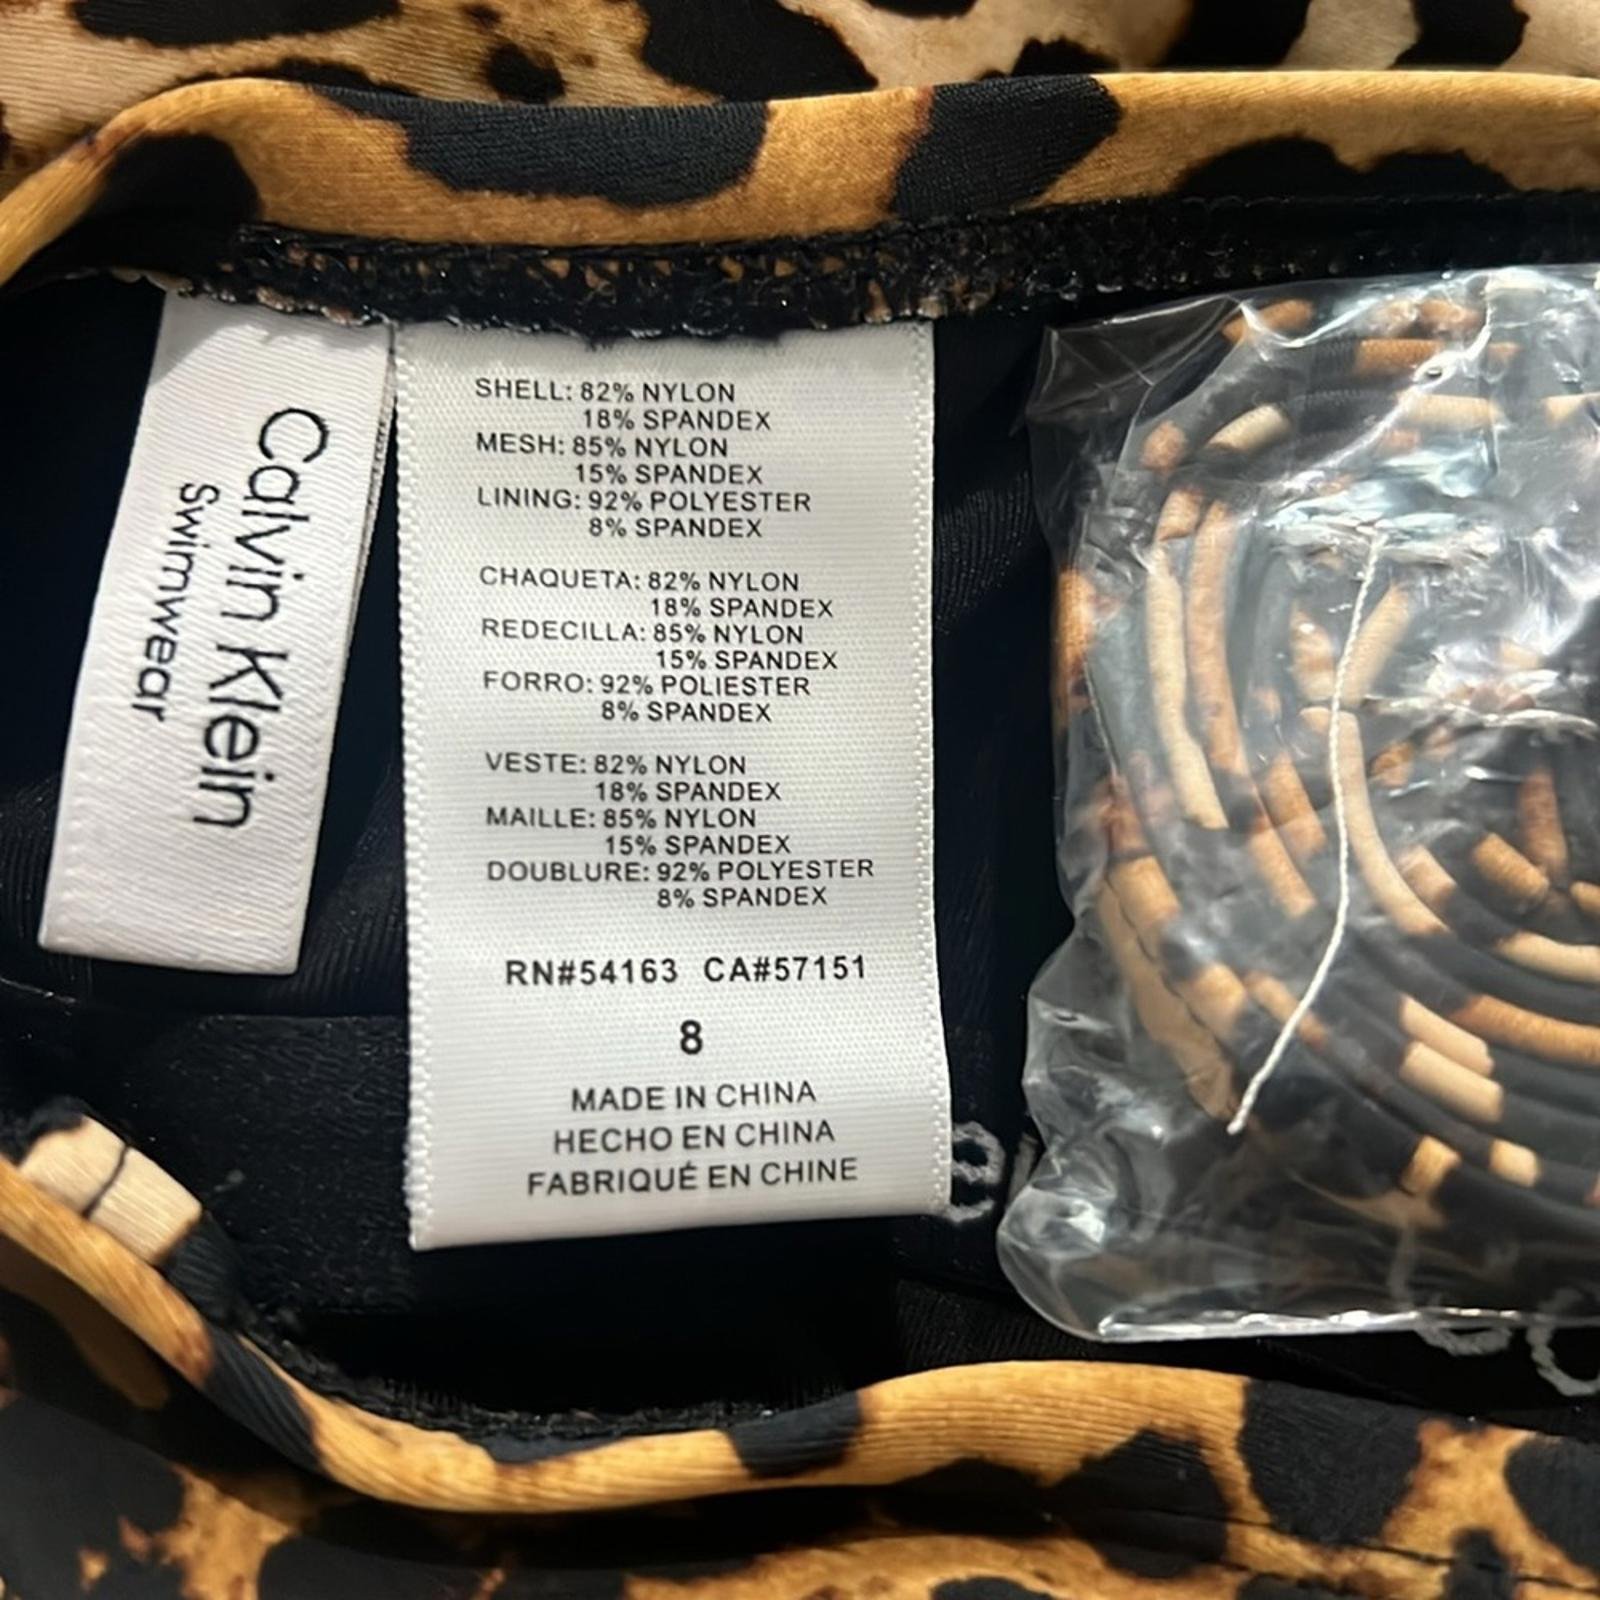 Calvin Klein
Swimwear
SHELL: 82% NYLON
18% SPANDEX
MESH: 85% NYLON
15% SPANDEX
LINING: 92% POLYESTER
8% SPANDEX
CHAQUETA: 82% NYLON
18% SPANDEX
REDECILLA: 85% NYLON
15% SPANDEX
FORRO: 92% POLIESTER
8% SPANDEX
VESTE: 82% NYLON
18% SPANDEX
MAILLE: 85% NYLON
15% SPANDEX
DOUBLURE: 92% POLYESTER
8% SPANDEX
RN#54163 CA#57151
8
MADE IN CHINA
HECHO EN CHINA
FABRIQUÉ EN CHINE